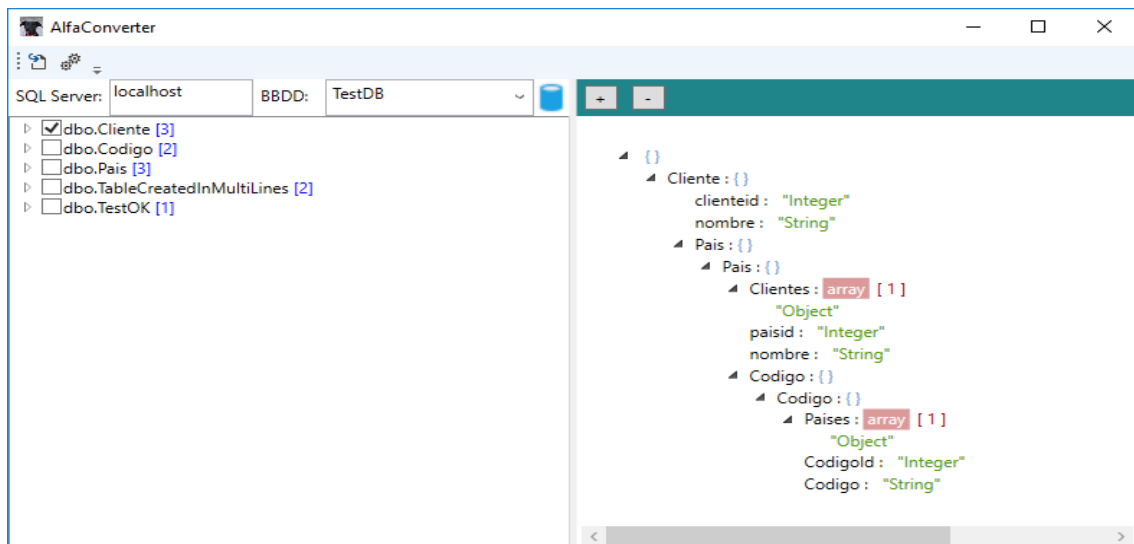 AlfaConverter
SQL Server: localhost BBDD: TestDB
+ -
dbo.Cliente [3]
dbo.Codigo [2]
dbo.Pais [3]
dbo.TableCreatedInMultiLines [2]
dbo.TestOK [1]
{}
Cliente : {}
clienteid : "Integer"
nombre : "String"
Pais : {}
Pais : {}
Clientes : array [ 1 ]
"Object"
paisid : "Integer"
nombre : "String"
Codigo : {}
Codigo : {}
Paises : array [ 1 ]
"Object"
CodigoId : "Integer"
Codigo : "String"